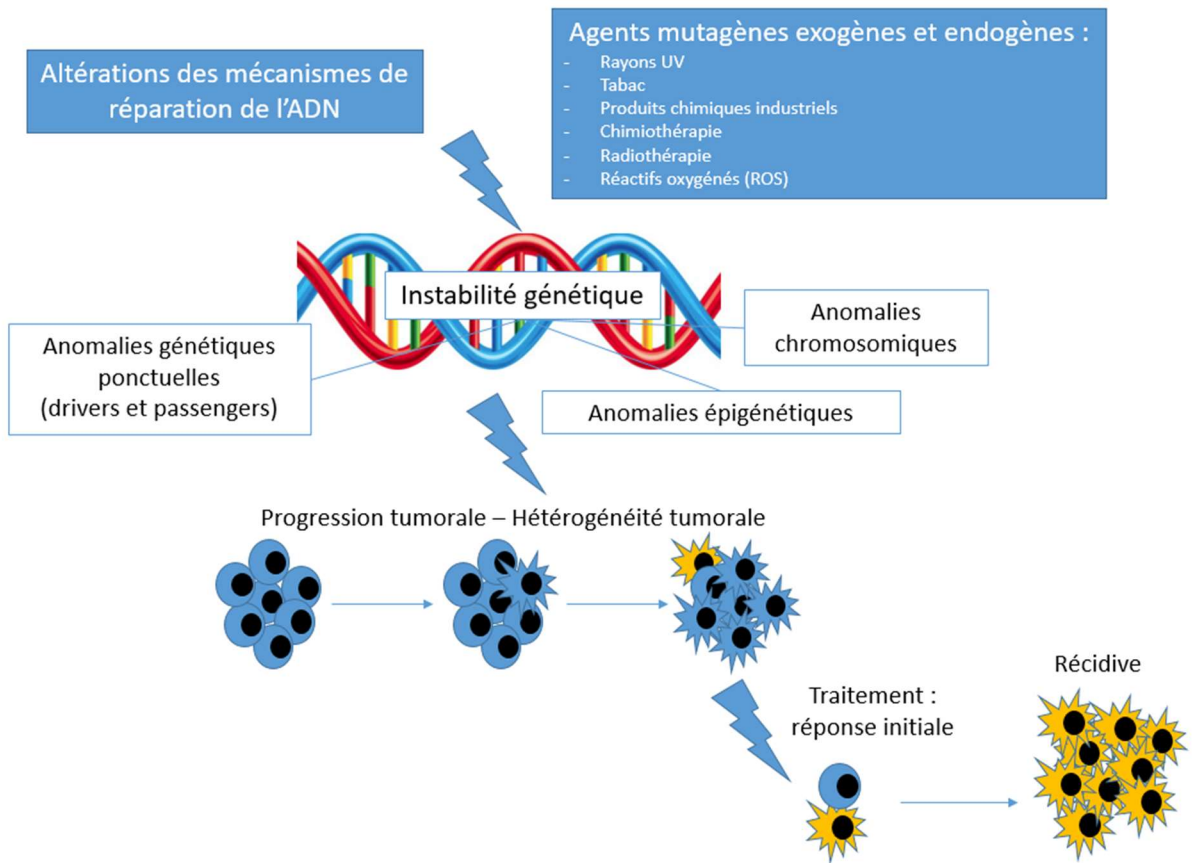 Altérations des mécanismes de
réparation de l'ADN
Agents mutagènes exogènes et endogènes :
- Rayons UV
- Tabac
- Produits chimiques industriels
- Chimiothérapie
- Radiothérapie
- Réactifs oxygénés (ROS)
Instabilité génétique
Anomalies
chromosomiques
Anomalies génétiques
ponctuelles
(drivers et passengers)
Anomalies épigénétiques
Progression tumorale – Hétérogénéité tumorale
Traitement :
réponse initiale
Récidive